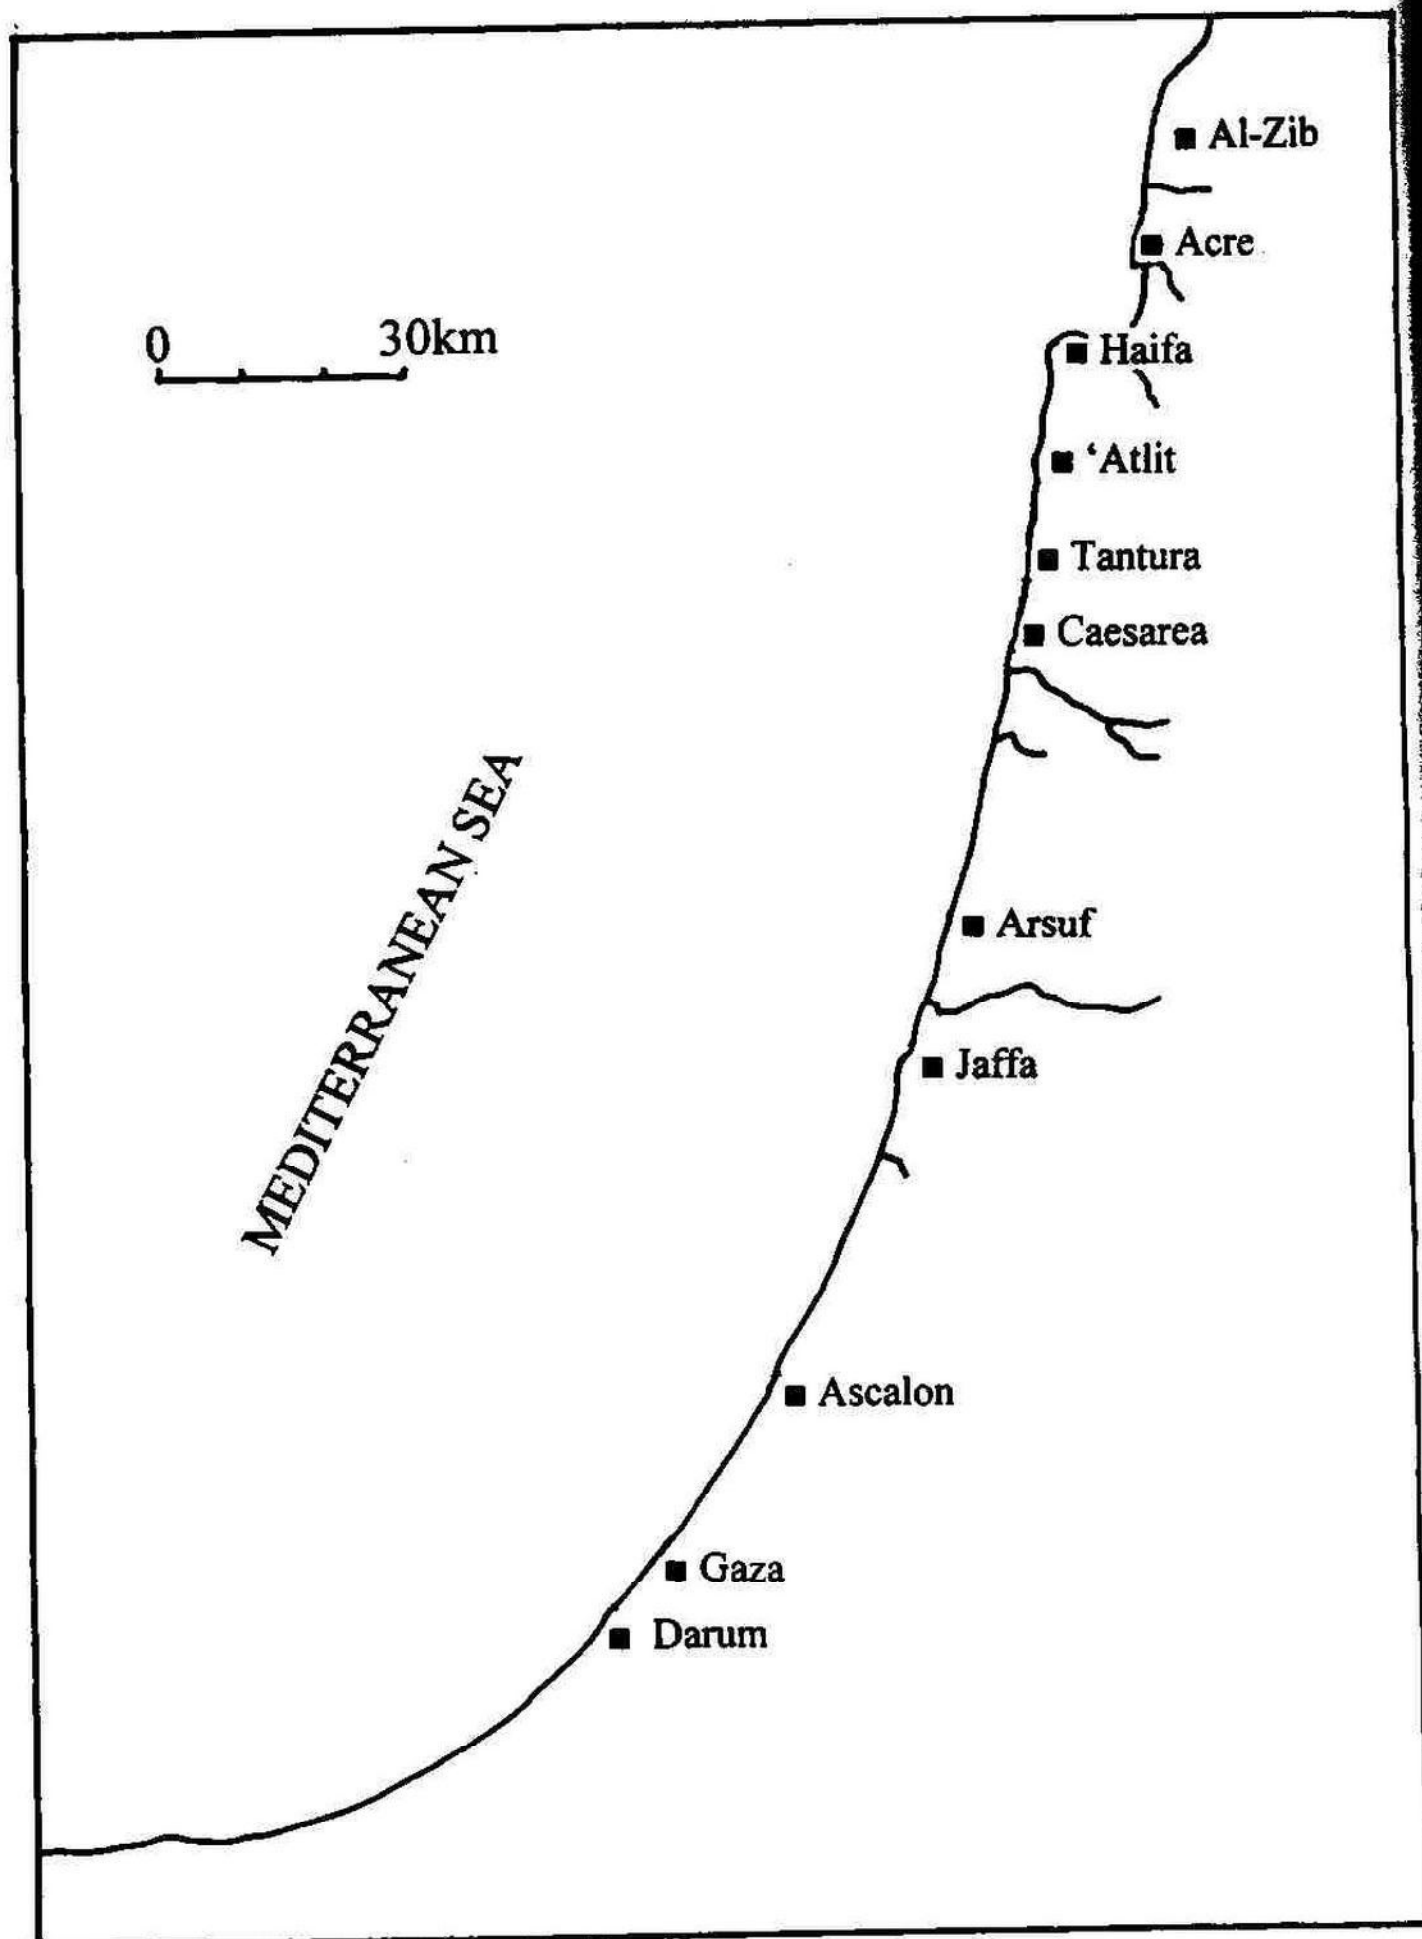 Al-Zib
Acre
0 30km
Haifa
‘Atlit
Tantura
Caesarea
MEDITERRANEAN SEA
Arsuf
Jaffa
Ascalon
Gaza
Darum